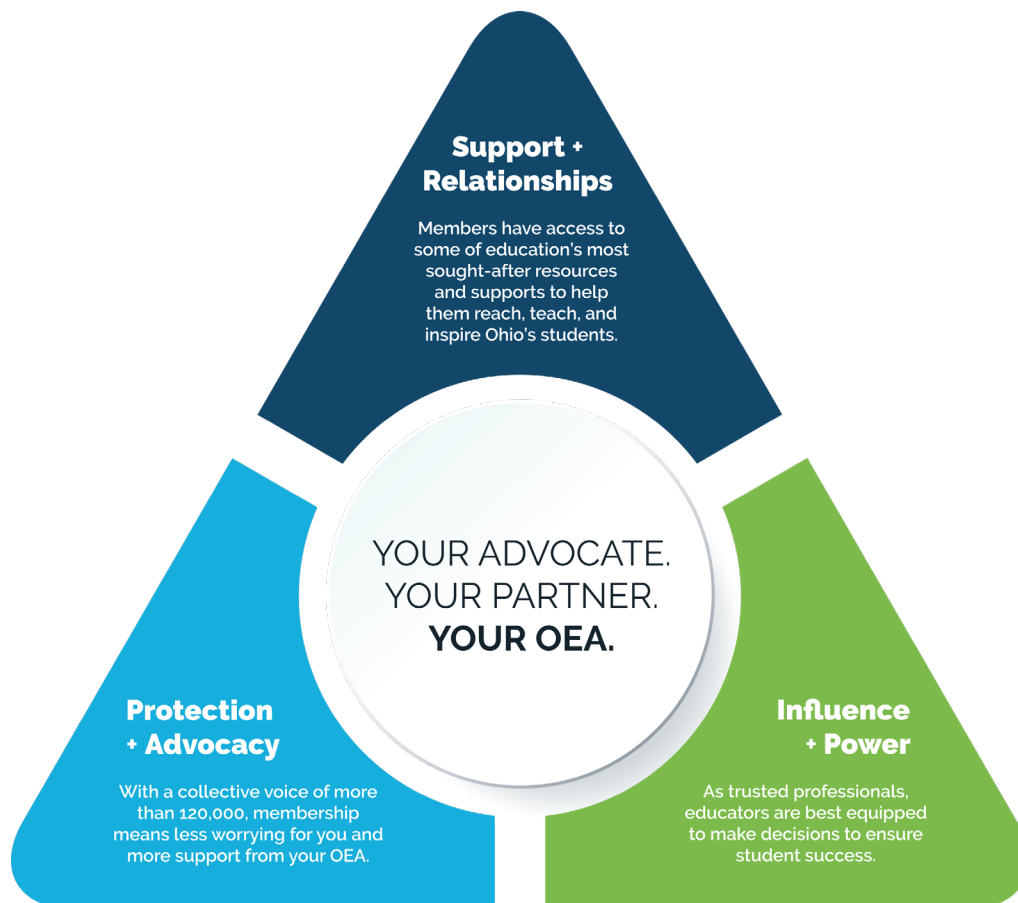 Support +
Relationships
Members have access to
some of education's most
sought-after resources
and supports to help
them reach, teach, and
inspire Ohio's students.
YOUR ADVOCATE.
YOUR PARTNER.
YOUR OEA.
Protection
+ Advocacy
With a collective voice of more
than 120,000, membership
means less worrying for you and
more support from your OEA.
Influence
+ Power
As trusted professionals,
educators are best equipped
to make decisions to ensure
student success.